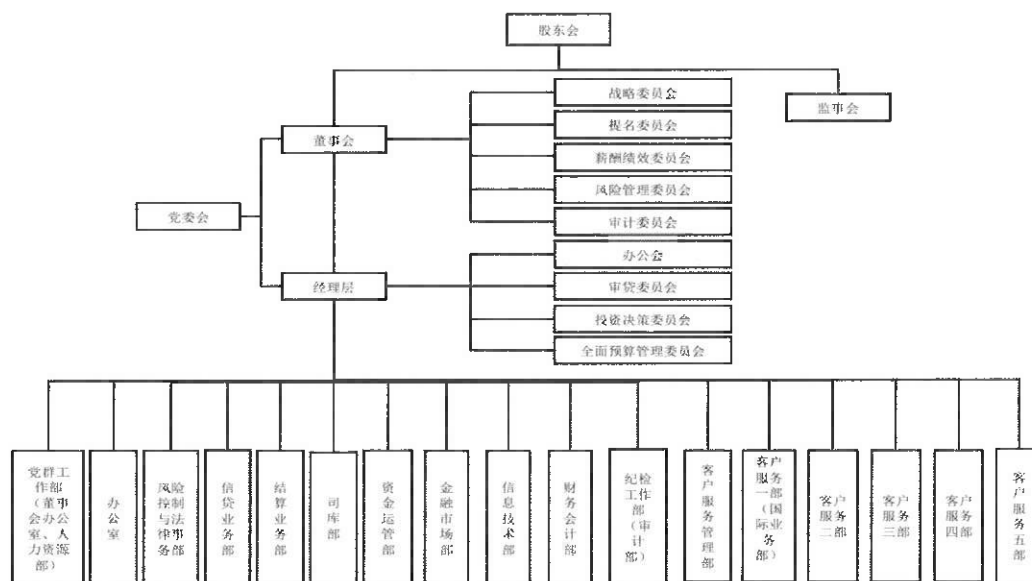 股东会
战略委员会
监事会
提名委员会
董事会
薪酬绩效委员会
风险管理委员会
党委会
审计委员会
办公会
经理层
审贷委员会
投资决策委员会
全面预算管理委员会
党群工
作部
（董事
会办公
室、人
力资源
部）
办公室
风险
控制
与法
律事
务部
信贷业务部
结算业务部
司库部
资金运管部
金融市场部
信息技术部
财务会计部
纪检
工作
部（审
计部）
客户服务管理部
客户
服务
一部
（国
际业
务部）
客户
服务
二部
客户
服务
三部
客户
服务
四部
客户
服务
五部